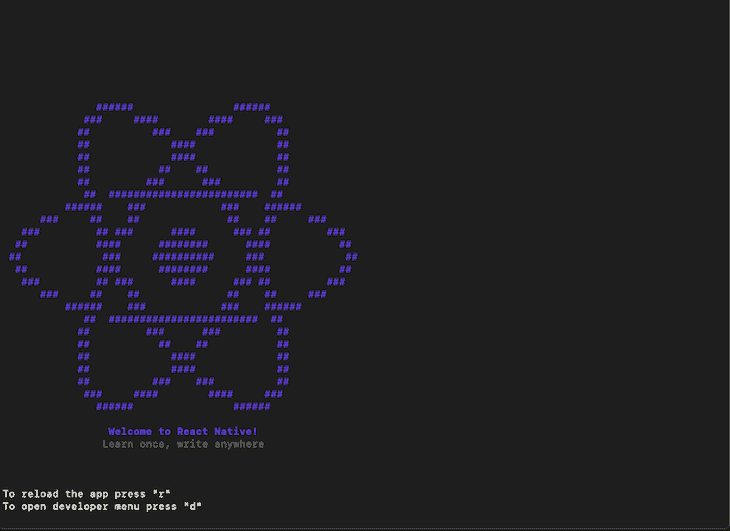 Welcome to React Native!
Learn once, write anywhere
To reload the app press "r"
To open developer menu press "d"